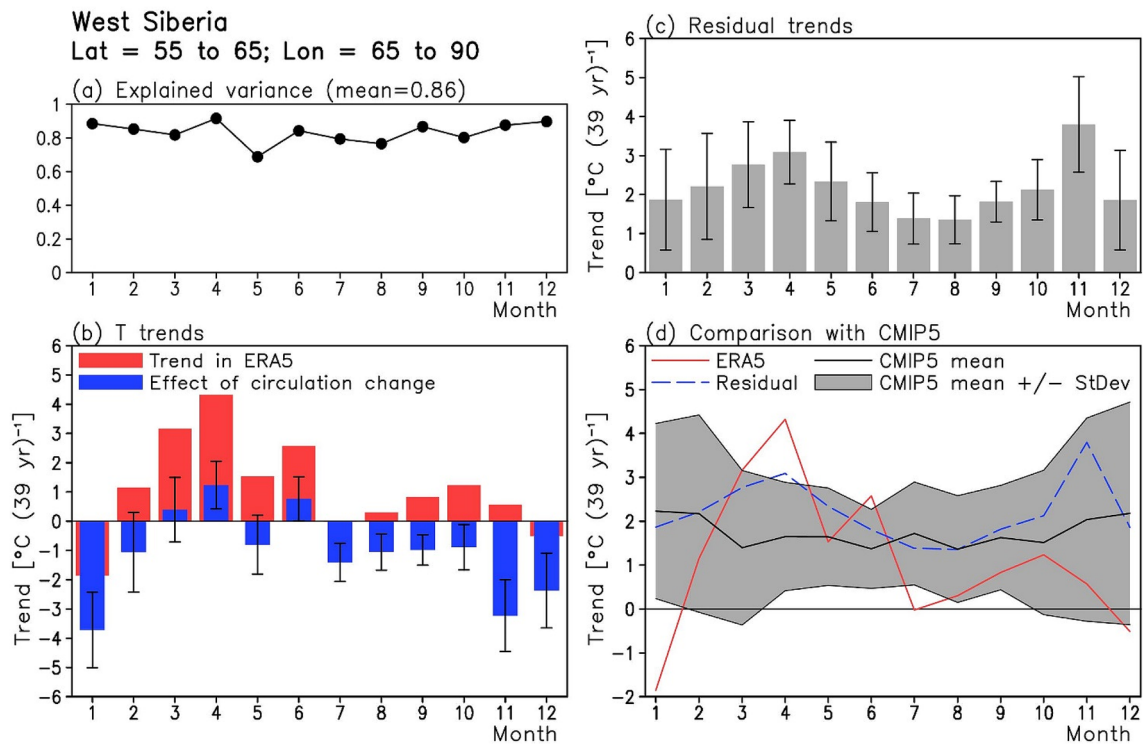 West Siberia
Lat = 55 to 65; Lon = 65 to 90
(a) Explained variance (mean=0.86)
1
0.8
0.6
0.4
0.2
0
1 2 3 4 5 6 7 8 9 10 11 12
Month
(b) T trends
Trend in ERA5
Effect of circulation change
Trend [°C (39 yr)⁻¹]
6
5
4
3
2
1
0
−1
−2
−3
−4
−5
−6
1 2 3 4 5 6 7 8 9 10 11 12
Month
(c) Residual trends
Trend [°C (39 yr)⁻¹]
6
5
4
3
2
1
0
1 2 3 4 5 6 7 8 9 10 11 12
Month
(d) Comparison with CMIP5
ERA5 CMIP5 mean
Residual CMIP5 mean +/− StDev
Trend [°C (39 yr)⁻¹]
6
5
4
3
2
1
0
−1
−2
1 2 3 4 5 6 7 8 9 10 11 12
Month